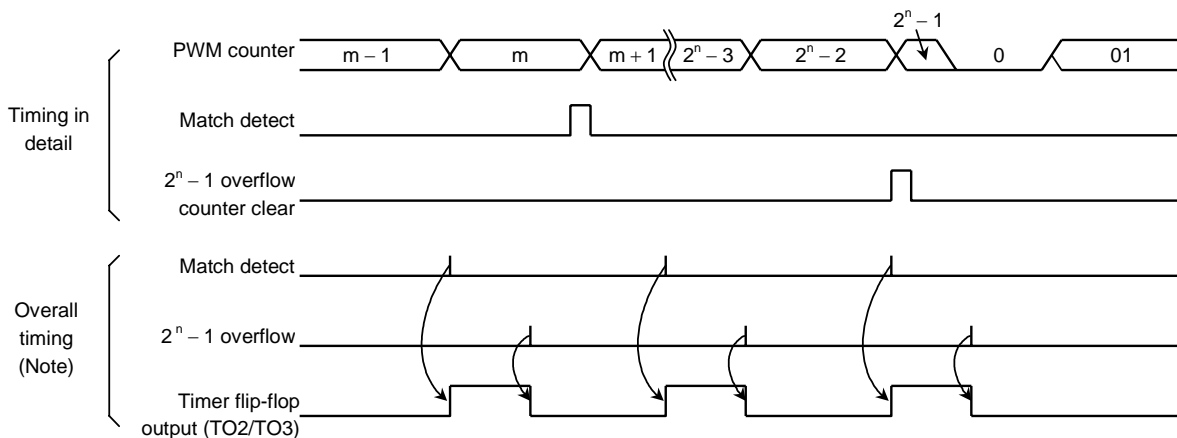 2ⁿ − 1
PWM counter
m − 1
m
m + 1
2ⁿ − 3
2ⁿ − 2
0
01
Timing in
detail
Match detect
2ⁿ − 1 overflow
counter clear
Overall
timing
(Note)
Match detect
2ⁿ − 1 overflow
Timer flip-flop
output (TO2/TO3)